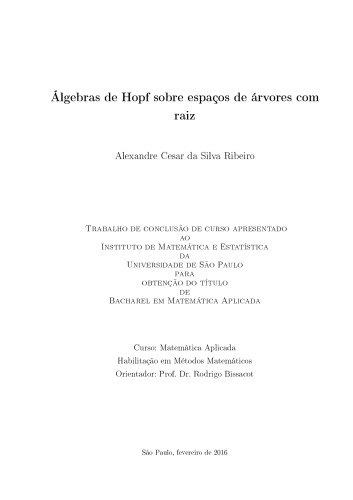 Álgebras de Hopf sobre espaços de árvores com
raiz
Alexandre Cesar da Silva Ribeiro
Trabalho de conclusão de curso apresentado
ao
Instituto de Matemática e Estatística
da
Universidade de São Paulo
para
obtenção do título
de
Bacharel em Matemática Aplicada
Curso: Matemática Aplicada
Habilitação em Métodos Matemáticos
Orientador: Prof. Dr. Rodrigo Bissacot
São Paulo, fevereiro de 2016